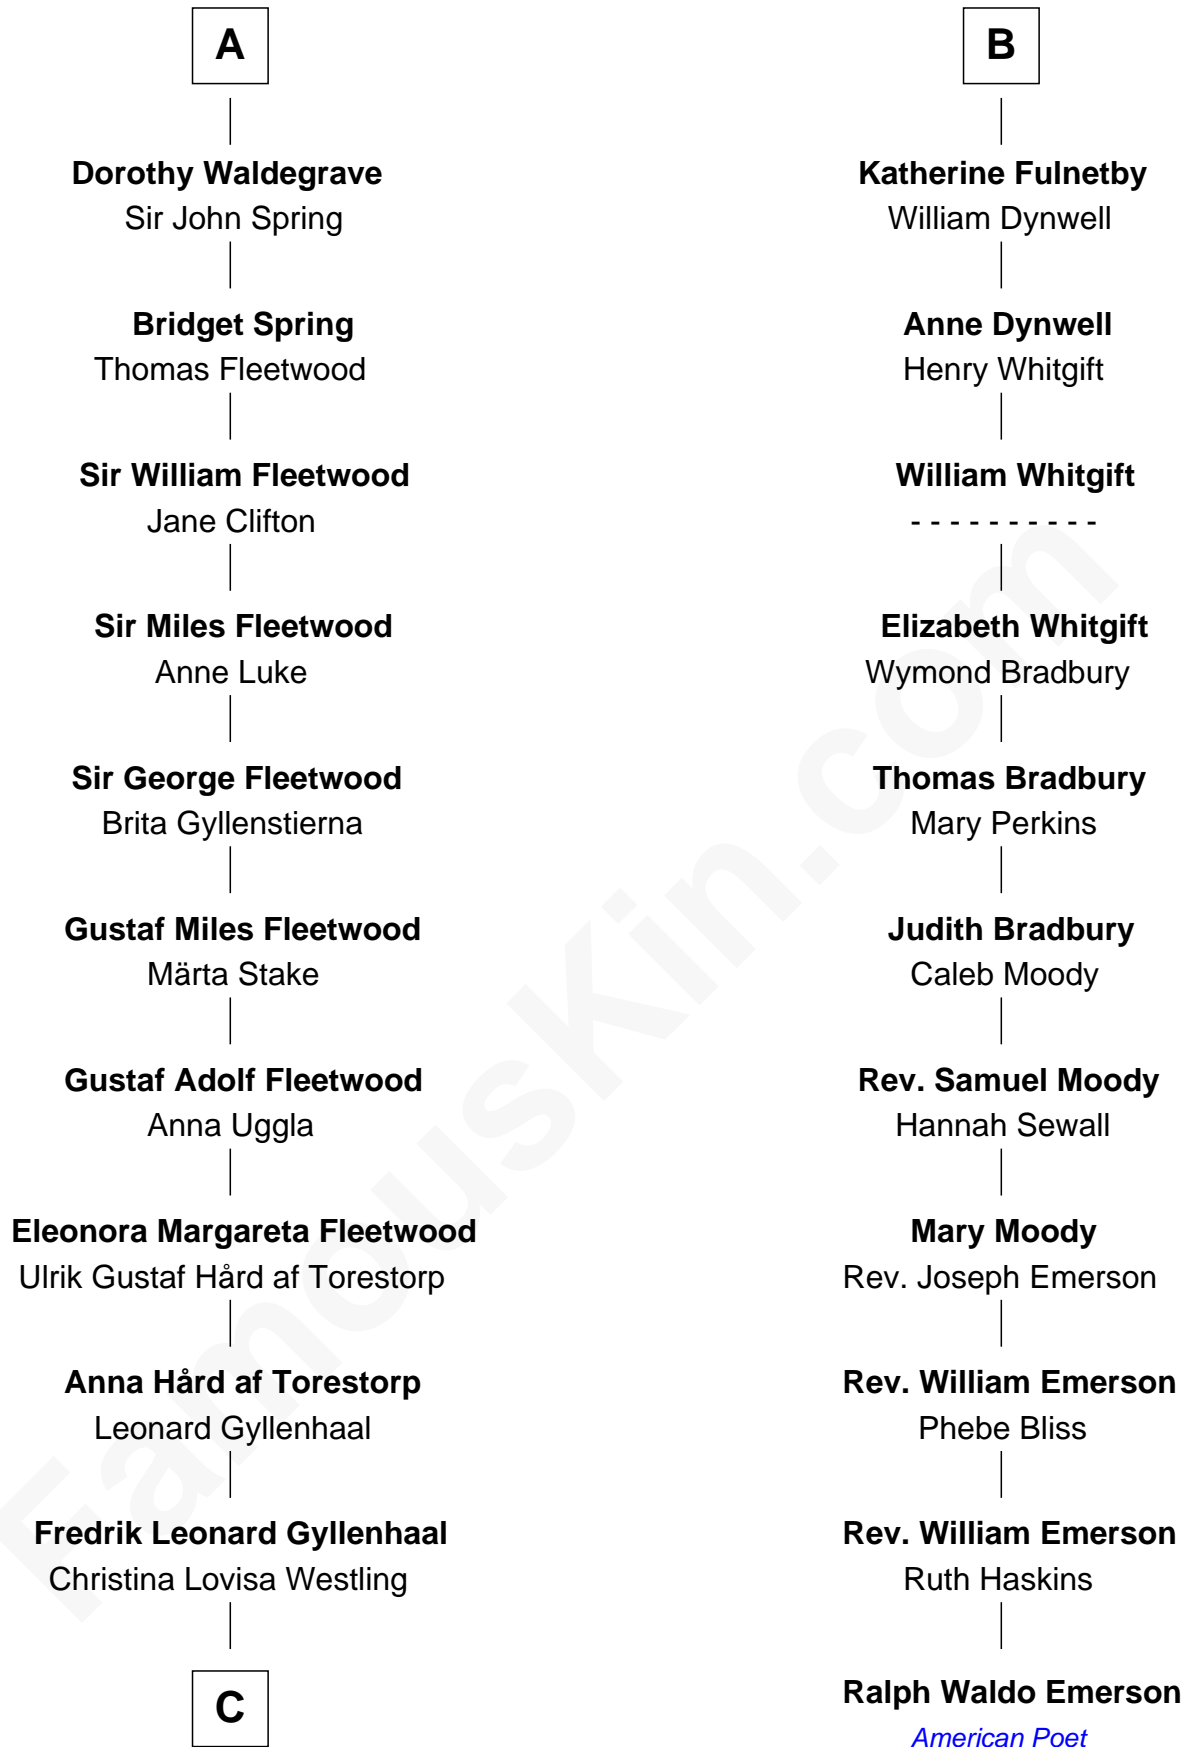 A
Dorothy Waldegrave
Sir John Spring
Bridget Spring
Thomas Fleetwood
Sir William Fleetwood
Jane Clifton
Sir Miles Fleetwood
Anne Luke
Sir George Fleetwood
Brita Gyllenstierna
Gustaf Miles Fleetwood
Märta Stake
Gustaf Adolf Fleetwood
Anna Uggla
Eleonora Margareta Fleetwood
Ulrik Gustaf Hård af Torestorp
Anna Hård af Torestorp
Leonard Gyllenhaal
Fredrik Leonard Gyllenhaal
Christina Lovisa Westling
C
B
Katherine Fulnetby
William Dynwell
Anne Dynwell
Henry Whitgift
William Whitgift
- - - - - - - - - -
Elizabeth Whitgift
Wymond Bradbury
Thomas Bradbury
Mary Perkins
Judith Bradbury
Caleb Moody
Rev. Samuel Moody
Hannah Sewall
Mary Moody
Rev. Joseph Emerson
Rev. William Emerson
Phebe Bliss
Rev. William Emerson
Ruth Haskins
Ralph Waldo Emerson
American Poet
FamousKin.com